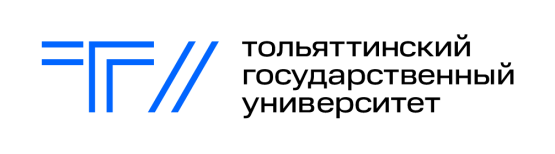 тольяттинский
государственный
университет